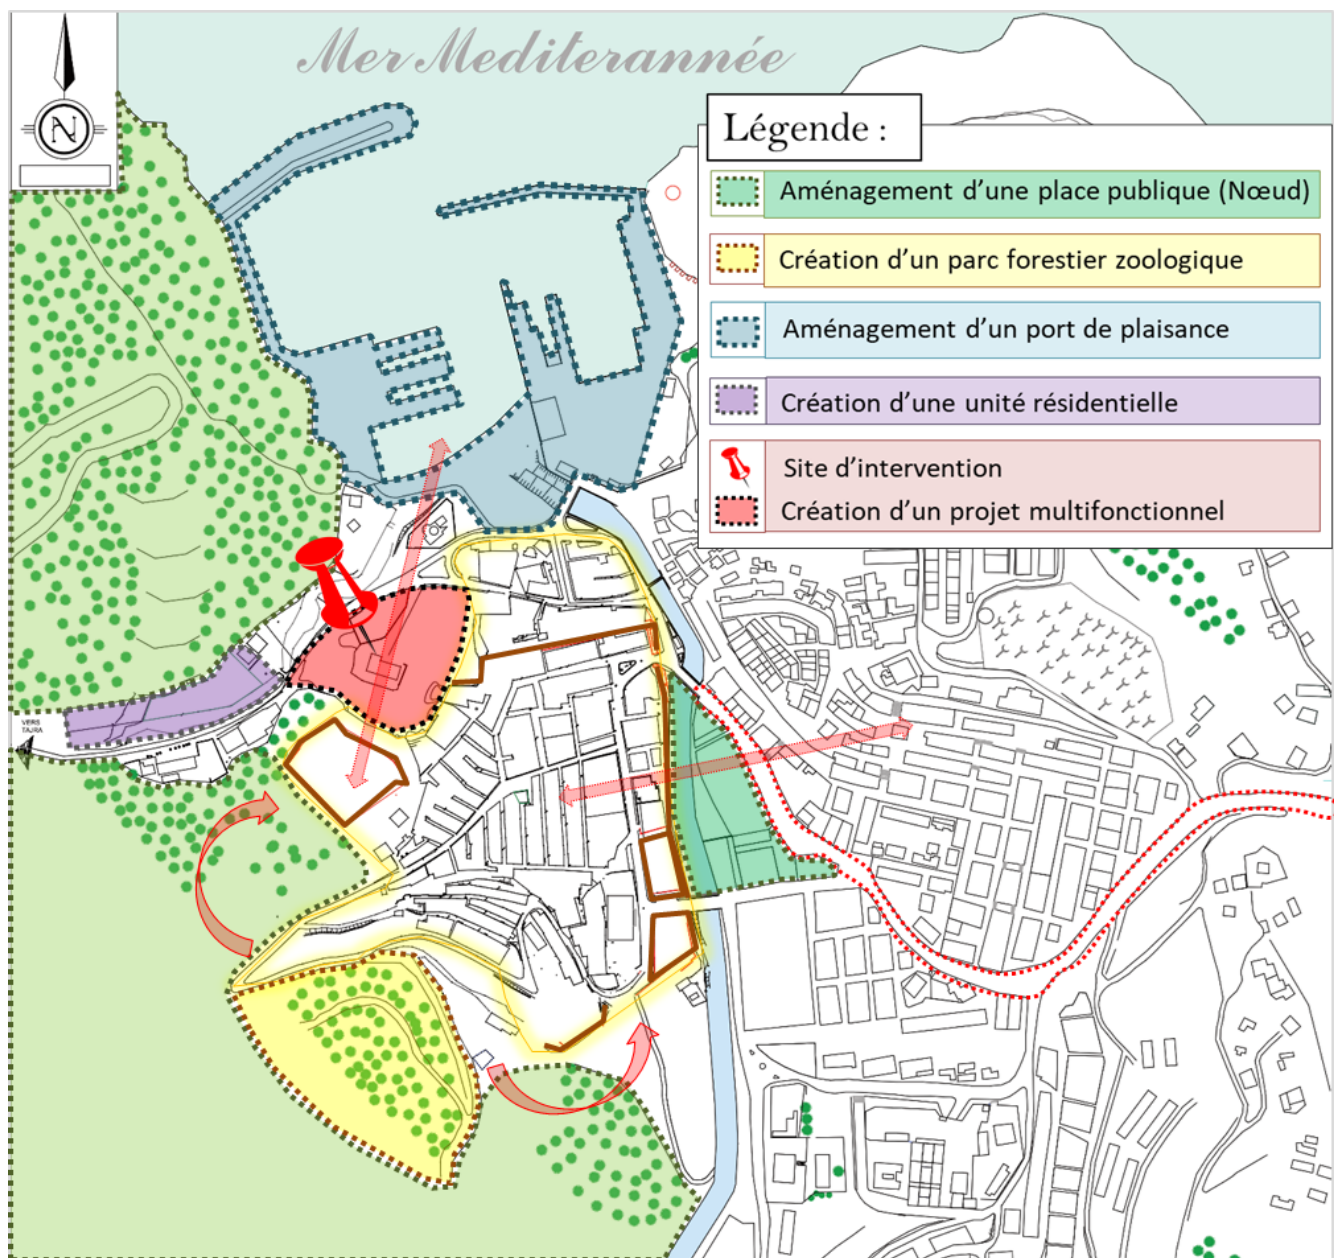 Mer Mediterannée
N
Légende :
Aménagement d'une place publique (Nœud)
Création d'un parc forestier zoologique
Aménagement d'un port de plaisance
Création d'une unité résidentielle
Site d'intervention
Création d'un projet multifonctionnel
VERS
TAJRA